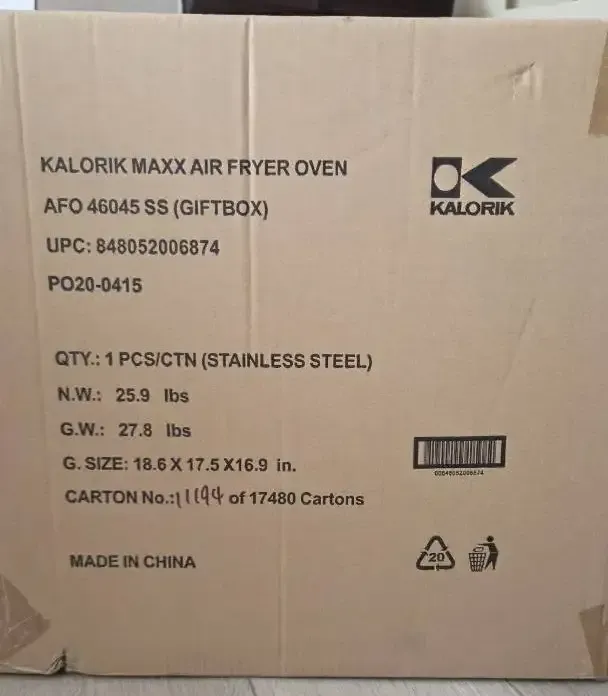 KALORIK MAXX AIR FRYER OVEN
KALORIK
AFO 46045 SS (GIFTBOX)
UPC: 848052006874
PO20-0415
QTY.: 1 PCS/CTN (STAINLESS STEEL)
N.W.: 25.9 lbs
G.W.: 27.8 lbs
G. SIZE: 18.6 X 17.5 X16.9 in.
CARTON No.:11194 of 17480 Cartons
MADE IN CHINA
20